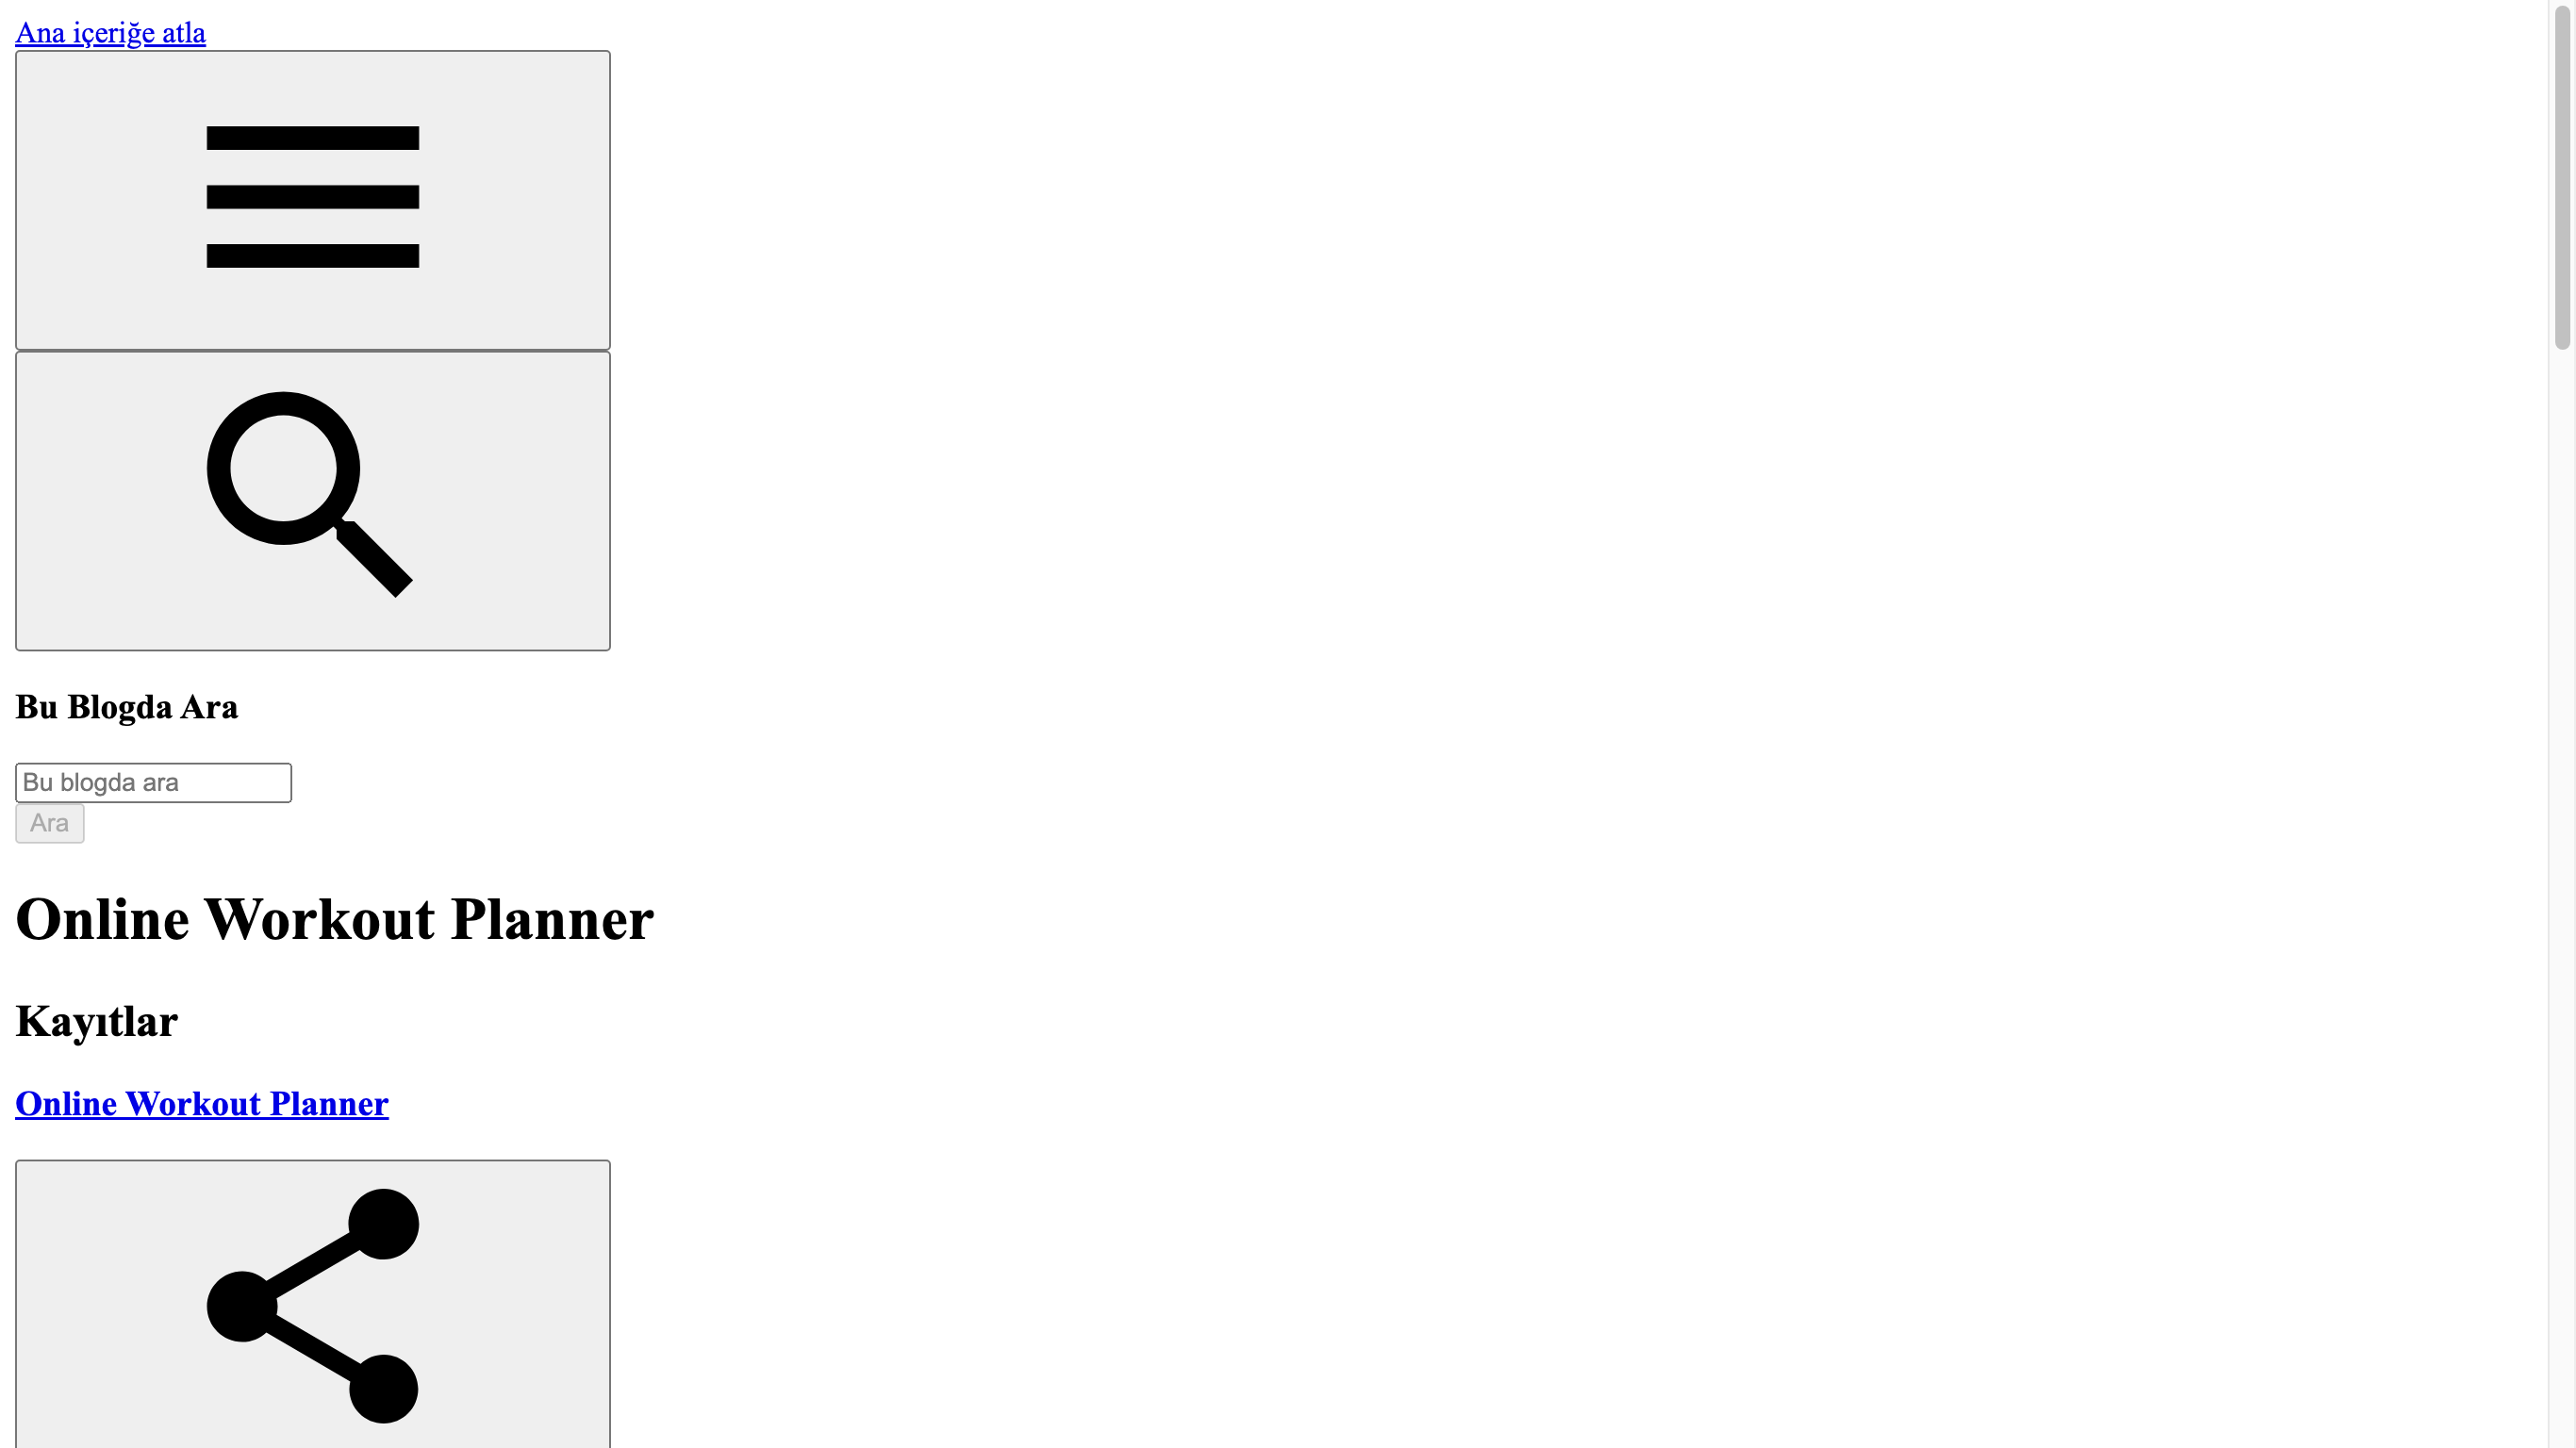 Ana içeriğe atla
Bu Blogda Ara
Bu blogda ara
Ara
Online Workout Planner
Kayıtlar
Online Workout Planner